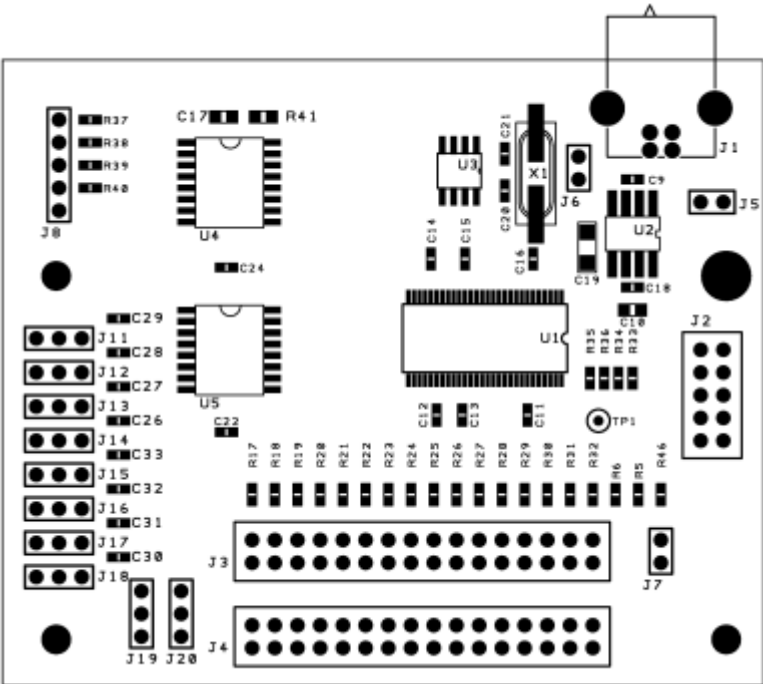 C17
R41
R37
R38
R39
R40
J8
U4
C24
U3
C21
C20
X1
J6
J1
C9
J5
U2
C14
C15
C16
C19
C18
C10
J2
U1
R35
R36
R34
R33
C29
J11
C28
J12
C27
J13
C26
J14
C33
J15
C32
J16
C31
J17
C30
J18
U5
C22
C12
C13
C11
TP1
R17
R18
R19
R20
R21
R22
R23
R24
R25
R26
R27
R28
R29
R30
R31
R32
R6
R5
R46
J3
J7
J4
J19
J20